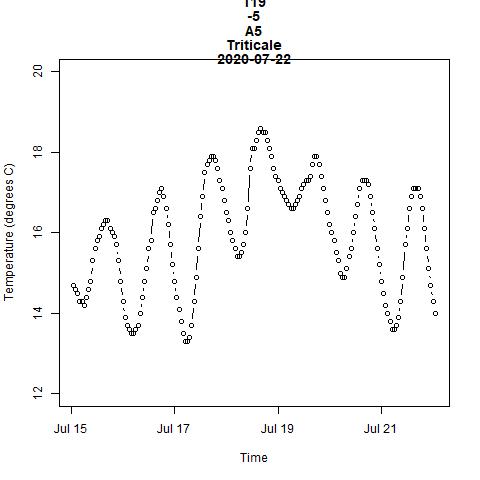 T19
-5
A5
Triticale
2020-07-22
20
18
16
14
12
Temperature (degrees C)
Jul 15
Jul 17
Jul 19
Jul 21
Time